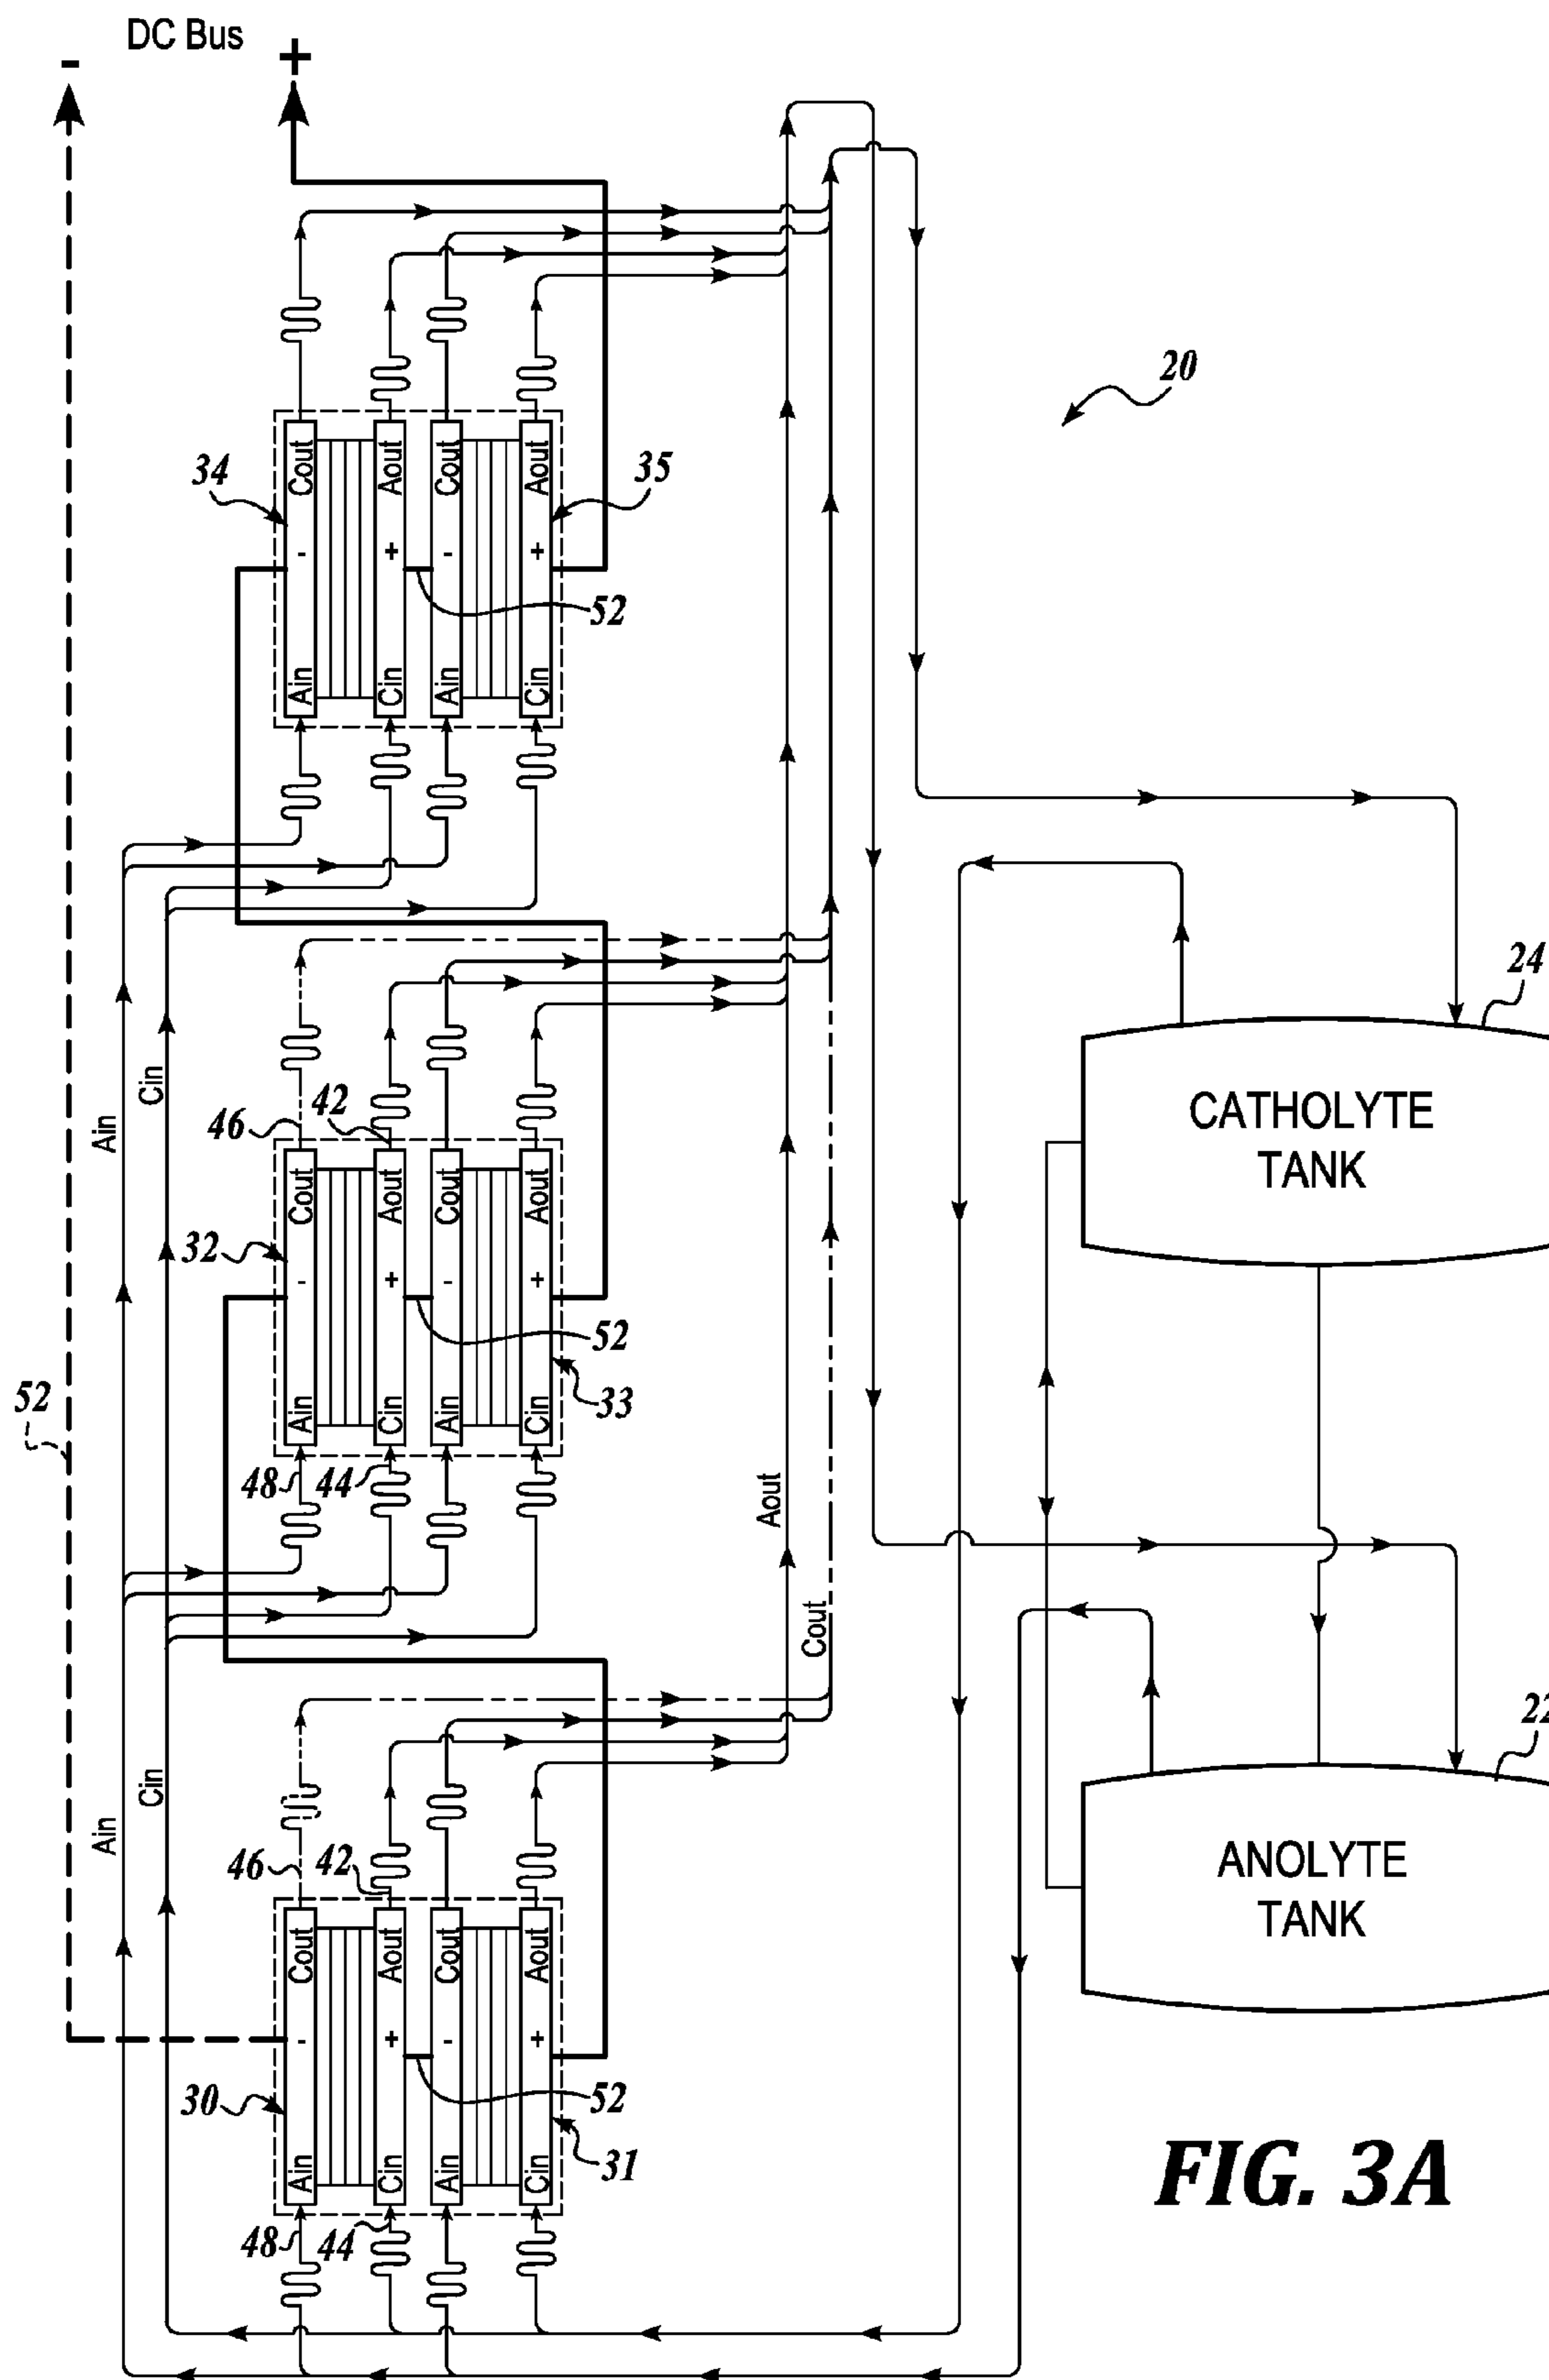 DC Bus
- +
20
34
Cout Aout Cout Aout
35
- + - +
52
Ain Cin Ain Cin
24
CATHOLYTE
TANK
Ain
Cin
46
42
Cout Aout Cout Aout
32
- + - +
52
52
33
Ain Cin Ain Cin
48
44
Aout
Cout
22
ANOLYTE
TANK
Ain
Cin
46
42
Cout Aout Cout Aout
- + - +
30
52
31
Ain Cin Ain Cin
48
44
FIG. 3A